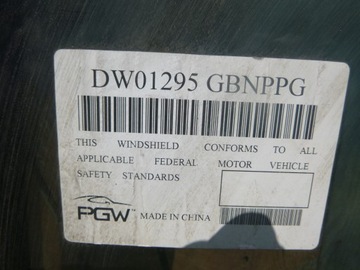 DW01295 GBNPPG
THIS WINDSHIELD CONFORMS TO ALL
APPLICABLE FEDERAL MOTOR VEHICLE
SAFETY STANDARDS
PGW MADE IN CHINA